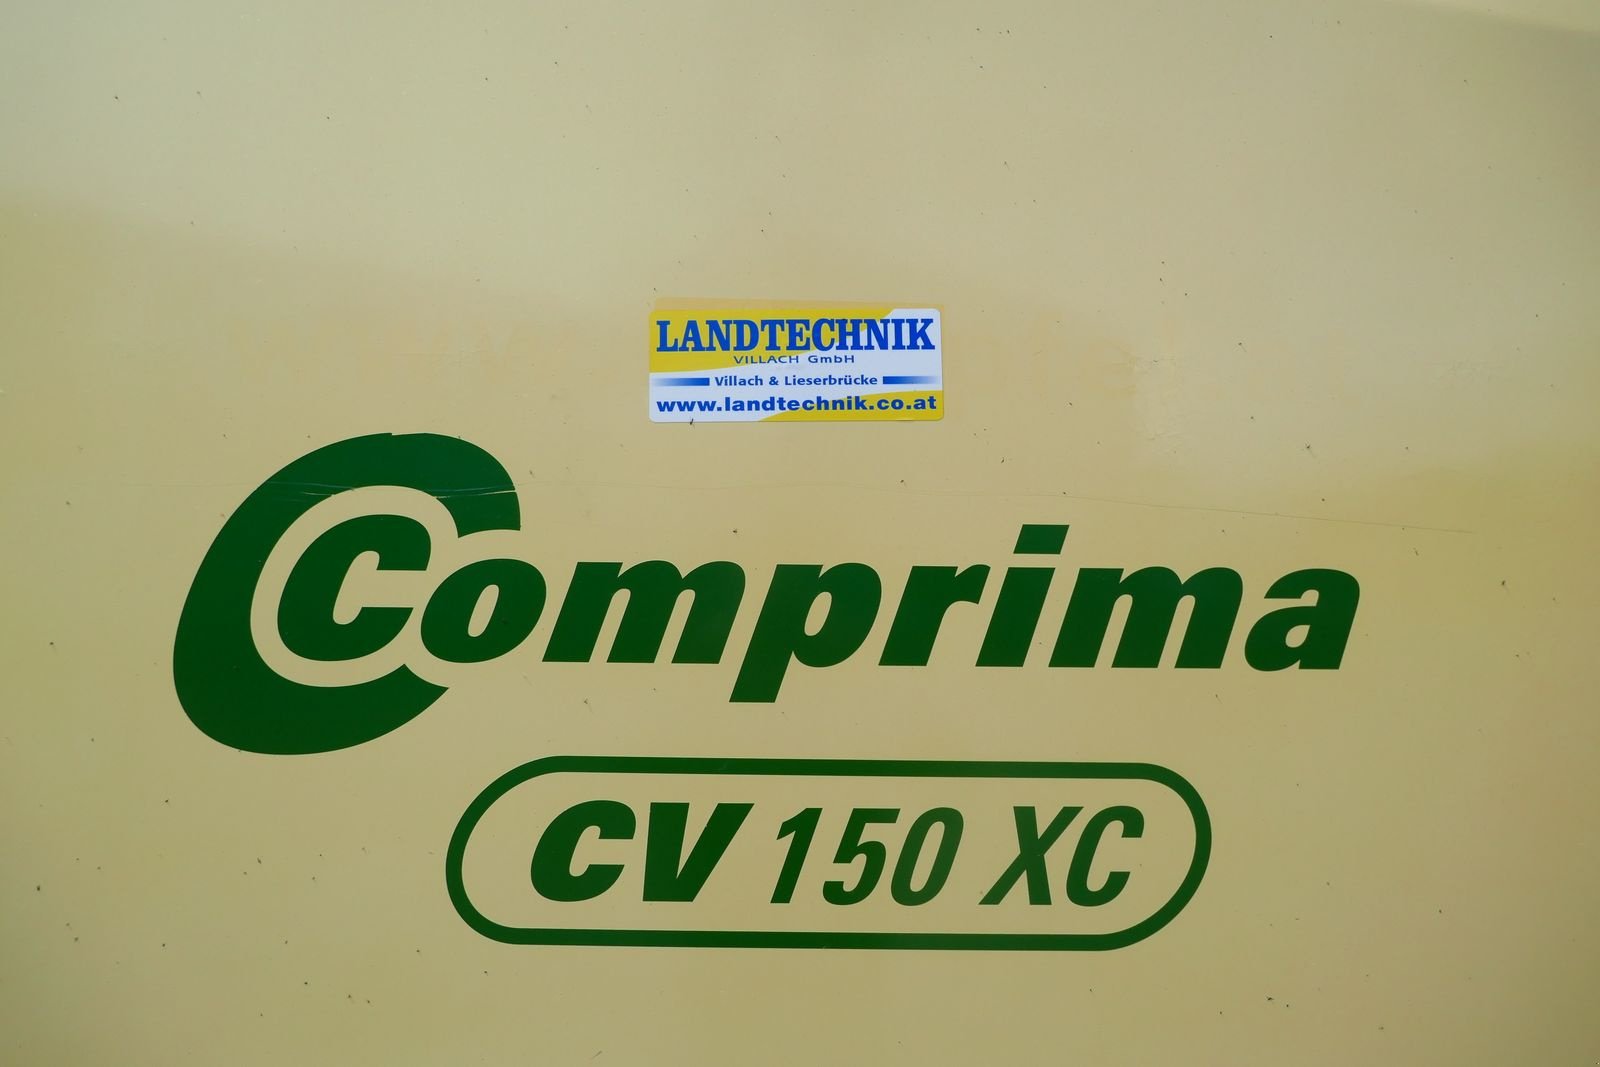 LANDTECHNIK
VILLACH GmbH
Villach & Lieserbrücke
www.landtechnik.co.at
Comprima
CV 150 XC